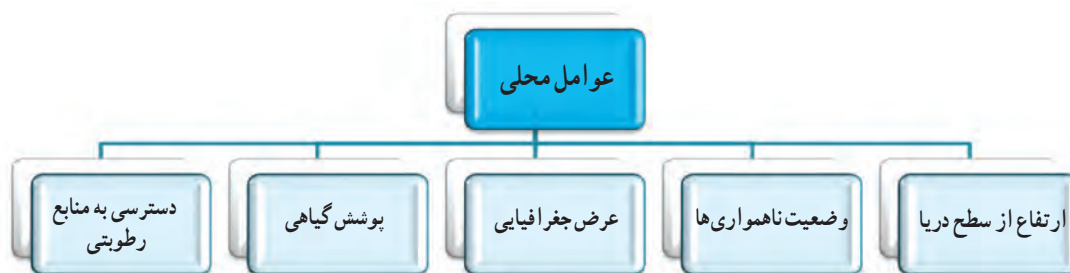 عوامل محلی
ارتفاع از سطح دریا
وضعیت ناهمواری‌ها
عرض جغرافیایی
پوشش گیاهی
دسترسی به منابع
رطوبتی